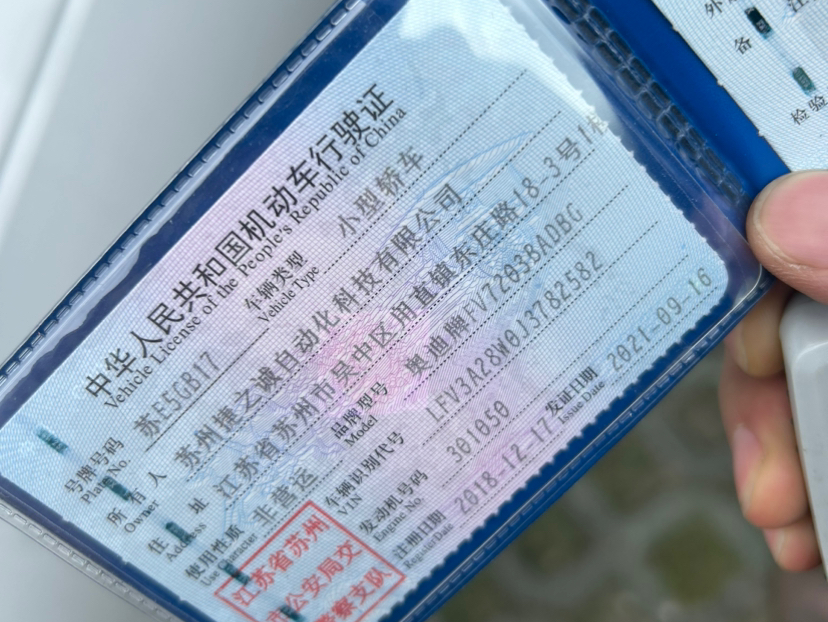 中华人民共和国机动车行驶证
Vehicle License of the People's Republic of China
号牌号码 苏E5GB17 车辆类型 小型轿车
Plate No. Vehicle Type
所有人 苏州捷之诚自动化科技有限公司
Owner
住址 江苏省苏州市吴中区甪直镇东庄路18-3号1栋
Address
使用性质 非营运 品牌型号 奥迪牌FV7203BADBG
Use Character Model
车辆识别代号 LFV3A28W0J3782582
VIN
发动机号码 301050
Engine No.
注册日期 2018-12-17 发证日期 2021-09-16
Register Date Issue Date
江苏省苏州
市公安局交
警察支队
备
检验